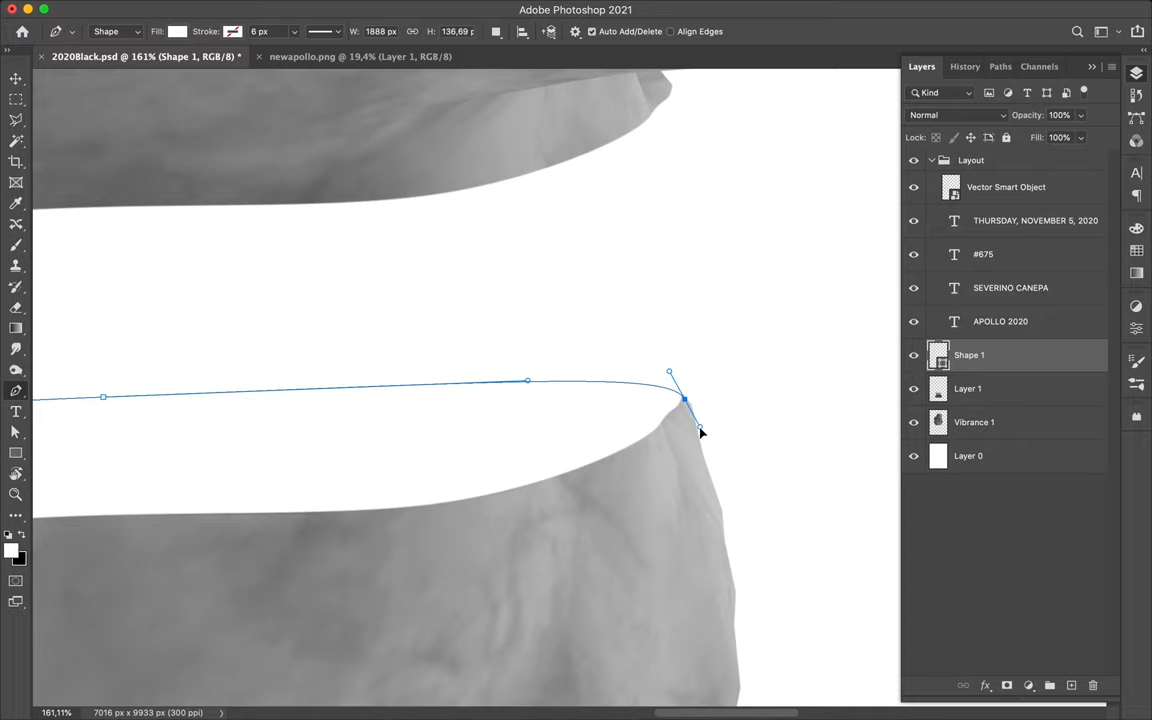 Adobe Photoshop 2021
Shape Fill: Stroke: 6 px W: 1888 px H: 136,69 p Auto Add/Delete Align Edges
2020Black.psd @ 161% (Shape 1, RGB/8) * newapollo.png @ 19,4% (Layer 1, RGB/8)
Layers History Paths Channels
Kind
Normal Opacity: 100%
Lock: Fill: 100%
Layout
Vector Smart Object
THURSDAY, NOVEMBER 5, 2020
#675
SEVERINO CANEPA
APOLLO 2020
Shape 1
Layer 1
Vibrance 1
Layer 0
161,11% 7016 px x 9933 px (300 ppi)